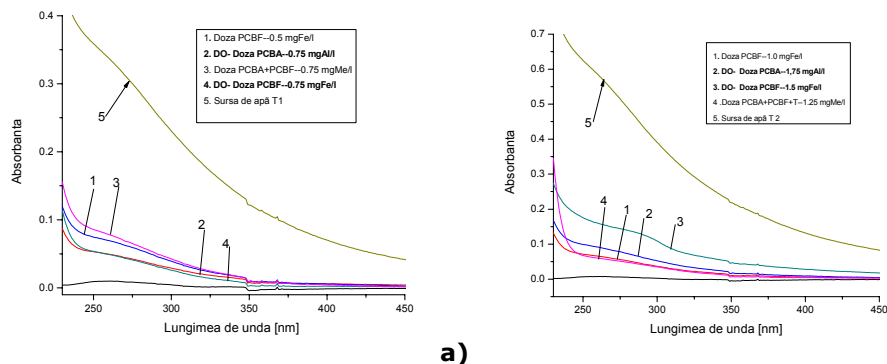 0.4
0.3
0.2
0.1
0.0
Absorbanta
1. Doza PCBF--0.5 mgFe/l
2. DO- Doza PCBA--0.75 mgAl/l
3. Doza PCBA+PCBF--0.75 mgMe/l
4. DO- Doza PCBF--0.75 mgFe/l
5. Sursa de apă T1
5
1
3
2
4
250
300
350
400
450
Lungimea de unda [nm]
0.7
0.6
0.5
0.4
0.3
0.2
0.1
0.0
Absorbanta
1. Doza PCBF--1.0 mgFe/l
2. DO- Doza PCBA--1,75 mgAl/l
3. DO- Doza PCBF--1.5 mgFe/l
4 .Doza PCBA+PCBF+T--1.25 mgMe/l
5. Sursa de apă T 2
5
4
1
2
3
250
300
350
400
450
Lungimea de unda [nm]
a)